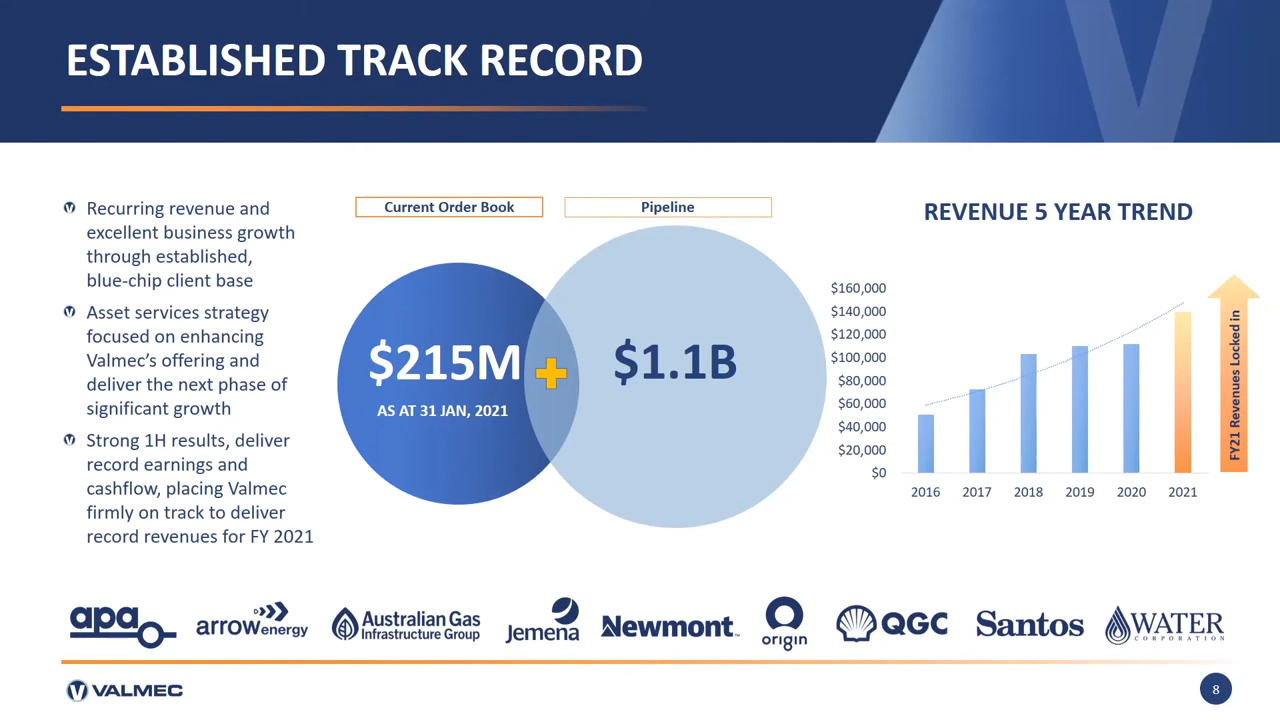 ESTABLISHED TRACK RECORD
Recurring revenue and
excellent business growth
through established,
blue-chip client base
Asset services strategy
focused on enhancing
Valmec’s offering and
deliver the next phase of
significant growth
Strong 1H results, deliver
record earnings and
cashflow, placing Valmec
firmly on track to deliver
record revenues for FY 2021
Current Order Book
Pipeline
$215M
AS AT 31 JAN, 2021
$1.1B
REVENUE 5 YEAR TREND
$160,000
$140,000
$120,000
$100,000
$80,000
$60,000
$40,000
$20,000
$0
2016 2017 2018 2019 2020 2021
FY21 Revenues Locked in
apa
arrowenergy
Australian Gas
Infrastructure Group
Jemena
Newmont™
origin
QGC
Santos
WATER
CORPORATION
VALMEC
8